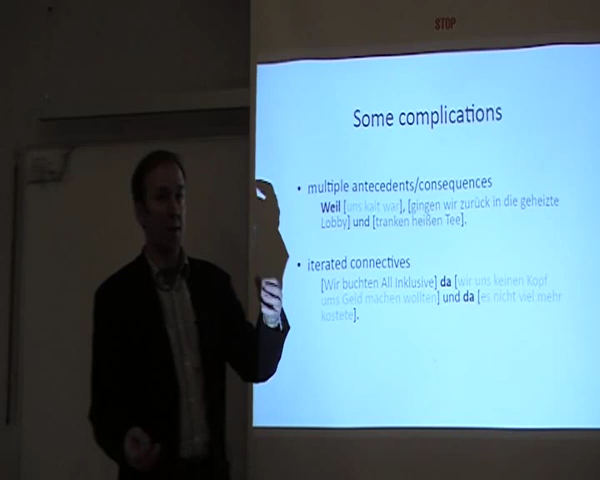 STOP
Some complications
• multiple antecedents/consequences
Weil [uns kalt war], [gingen wir zurück in die geheizte
Lobby] und [tranken heißen Tee].
• iterated connectives
[Wir buchten All Inklusive] da [wir uns keinen Kopf
ums Geld machen wollten] und da [es nicht viel mehr
kostete].